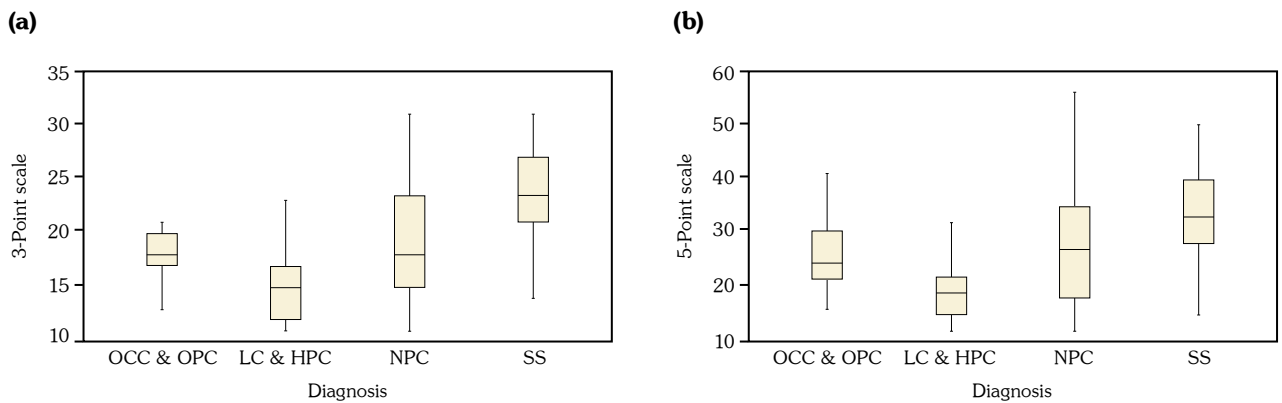 (a)
3-Point scale
35
30
25
20
15
10
OCC & OPC LC & HPC NPC SS
Diagnosis
(b)
5-Point scale
60
50
40
30
20
10
OCC & OPC LC & HPC NPC SS
Diagnosis